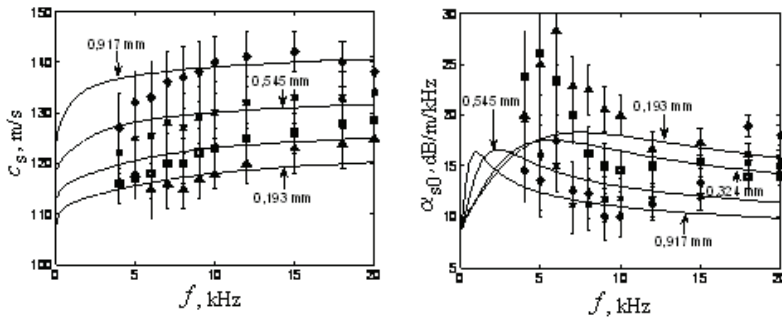 150
140
130
120
110
100
0,917 mm
0,545 mm
0,193 mm
c_s, m/s
0 5 10 15 20
f, kHz
30
25
20
15
10
5
0,545 mm
0,193 mm
0,324 mm
0,917 mm
α_s0, dB/m/kHz
0 5 10 15 20
f, kHz